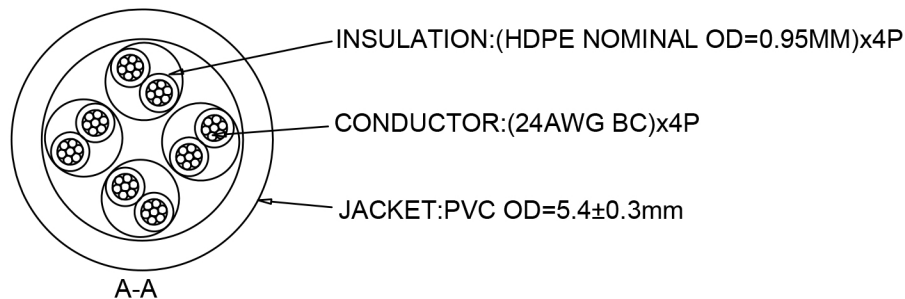 INSULATION:(HDPE NOMINAL OD=0.95MM)x4P
CONDUCTOR:(24AWG BC)x4P
JACKET:PVC OD=5.4±0.3mm
A-A